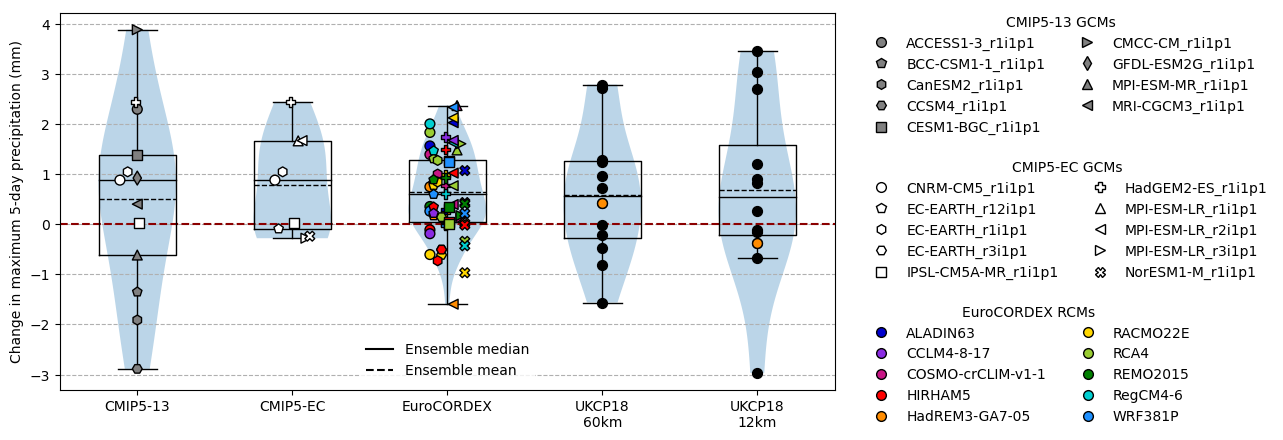 Change in maximum 5-day precipitation (mm)
4
3
2
1
0
−1
−2
−3
CMIP5-13
CMIP5-EC
EuroCORDEX
UKCP18
60km
UKCP18
12km
Ensemble median
Ensemble mean
CMIP5-13 GCMs
ACCESS1-3_r1i1p1
BCC-CSM1-1_r1i1p1
CanESM2_r1i1p1
CCSM4_r1i1p1
CESM1-BGC_r1i1p1
CMCC-CM_r1i1p1
GFDL-ESM2G_r1i1p1
MPI-ESM-MR_r1i1p1
MRI-CGCM3_r1i1p1
CMIP5-EC GCMs
CNRM-CM5_r1i1p1
EC-EARTH_r12i1p1
EC-EARTH_r1i1p1
EC-EARTH_r3i1p1
IPSL-CM5A-MR_r1i1p1
HadGEM2-ES_r1i1p1
MPI-ESM-LR_r1i1p1
MPI-ESM-LR_r2i1p1
MPI-ESM-LR_r3i1p1
NorESM1-M_r1i1p1
EuroCORDEX RCMs
ALADIN63
CCLM4-8-17
COSMO-crCLIM-v1-1
HIRHAM5
HadREM3-GA7-05
RACMO22E
RCA4
REMO2015
RegCM4-6
WRF381P